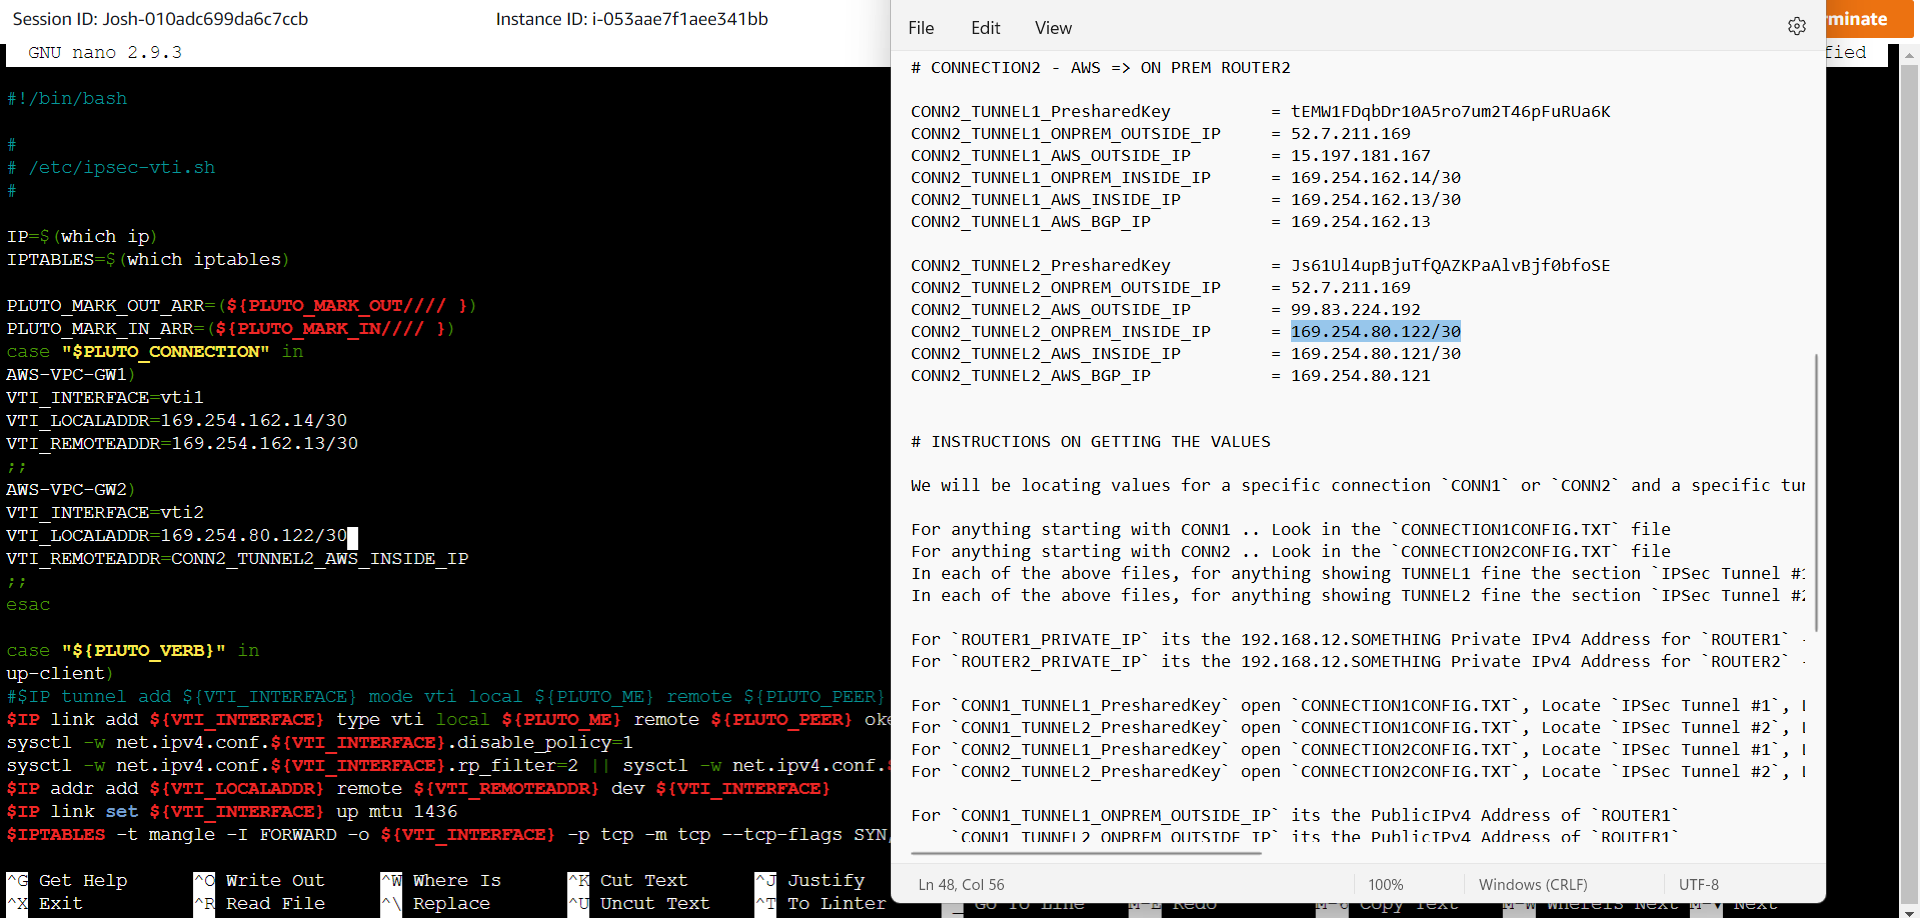 Session ID: Josh-010adc699da6c7ccb
Instance ID: i-053aae7f1aee341bb
rminate
GNU nano 2.9.3
fied
#!/bin/bash
#
# /etc/ipsec-vti.sh
#
IP=$(which ip)
IPTABLES=$(which iptables)
PLUTO_MARK_OUT_ARR=(${PLUTO_MARK_OUT//// })
PLUTO_MARK_IN_ARR=(${PLUTO_MARK_IN//// })
case "$PLUTO_CONNECTION" in
AWS-VPC-GW1)
VTI_INTERFACE=vti1
VTI_LOCALADDR=169.254.162.14/30
VTI_REMOTEADDR=169.254.162.13/30
;;
AWS-VPC-GW2)
VTI_INTERFACE=vti2
VTI_LOCALADDR=169.254.80.122/30
VTI_REMOTEADDR=CONN2_TUNNEL2_AWS_INSIDE_IP
;;
esac
case "${PLUTO_VERB}" in
up-client)
#$IP tunnel add ${VTI_INTERFACE} mode vti local ${PLUTO_ME} remote ${PLUTO_PEER}
$IP link add ${VTI_INTERFACE} type vti local ${PLUTO_ME} remote ${PLUTO_PEER} oke
sysctl -w net.ipv4.conf.${VTI_INTERFACE}.disable_policy=1
sysctl -w net.ipv4.conf.${VTI_INTERFACE}.rp_filter=2 || sysctl -w net.ipv4.conf.
$IP addr add ${VTI_LOCALADDR} remote ${VTI_REMOTEADDR} dev ${VTI_INTERFACE}
$IP link set ${VTI_INTERFACE} up mtu 1436
$IPTABLES -t mangle -I FORWARD -o ${VTI_INTERFACE} -p tcp -m tcp --tcp-flags SYN,
^G Get Help ^O Write Out ^W Where Is ^K Cut Text ^J Justify
^X Exit ^R Read File ^\ Replace ^U Uncut Text ^T To Linter
File Edit View
# CONNECTION2 - AWS => ON PREM ROUTER2
CONN2_TUNNEL1_PresharedKey = tEMW1FDqbDr10A5ro7um2T46pFuRUa6K
CONN2_TUNNEL1_ONPREM_OUTSIDE_IP = 52.7.211.169
CONN2_TUNNEL1_AWS_OUTSIDE_IP = 15.197.181.167
CONN2_TUNNEL1_ONPREM_INSIDE_IP = 169.254.162.14/30
CONN2_TUNNEL1_AWS_INSIDE_IP = 169.254.162.13/30
CONN2_TUNNEL1_AWS_BGP_IP = 169.254.162.13
CONN2_TUNNEL2_PresharedKey = Js61Ul4upBjuTfQAZKPaAlvBjf0bfoSE
CONN2_TUNNEL2_ONPREM_OUTSIDE_IP = 52.7.211.169
CONN2_TUNNEL2_AWS_OUTSIDE_IP = 99.83.224.192
CONN2_TUNNEL2_ONPREM_INSIDE_IP = 169.254.80.122/30
CONN2_TUNNEL2_AWS_INSIDE_IP = 169.254.80.121/30
CONN2_TUNNEL2_AWS_BGP_IP = 169.254.80.121
# INSTRUCTIONS ON GETTING THE VALUES
We will be locating values for a specific connection `CONN1` or `CONN2` and a specific tur
For anything starting with CONN1 .. Look in the `CONNECTION1CONFIG.TXT` file
For anything starting with CONN2 .. Look in the `CONNECTION2CONFIG.TXT` file
In each of the above files, for anything showing TUNNEL1 fine the section `IPSec Tunnel #1
In each of the above files, for anything showing TUNNEL2 fine the section `IPSec Tunnel #2
For `ROUTER1_PRIVATE_IP` its the 192.168.12.SOMETHING Private IPv4 Address for `ROUTER1` -
For `ROUTER2_PRIVATE_IP` its the 192.168.12.SOMETHING Private IPv4 Address for `ROUTER2` -
For `CONN1_TUNNEL1_PresharedKey` open `CONNECTION1CONFIG.TXT`, Locate `IPSec Tunnel #1`,
For `CONN1_TUNNEL2_PresharedKey` open `CONNECTION1CONFIG.TXT`, Locate `IPSec Tunnel #2`,
For `CONN2_TUNNEL1_PresharedKey` open `CONNECTION2CONFIG.TXT`, Locate `IPSec Tunnel #1`,
For `CONN2_TUNNEL2_PresharedKey` open `CONNECTION2CONFIG.TXT`, Locate `IPSec Tunnel #2`,
For `CONN1_TUNNEL1_ONPREM_OUTSIDE_IP` its the PublicIPv4 Address of `ROUTER1`
`CONN1_TUNNEL2_ONPREM_OUTSIDE_IP` its the PublicIPv4 Address of `ROUTER1`
Ln 48, Col 56 100% Windows (CRLF) UTF-8